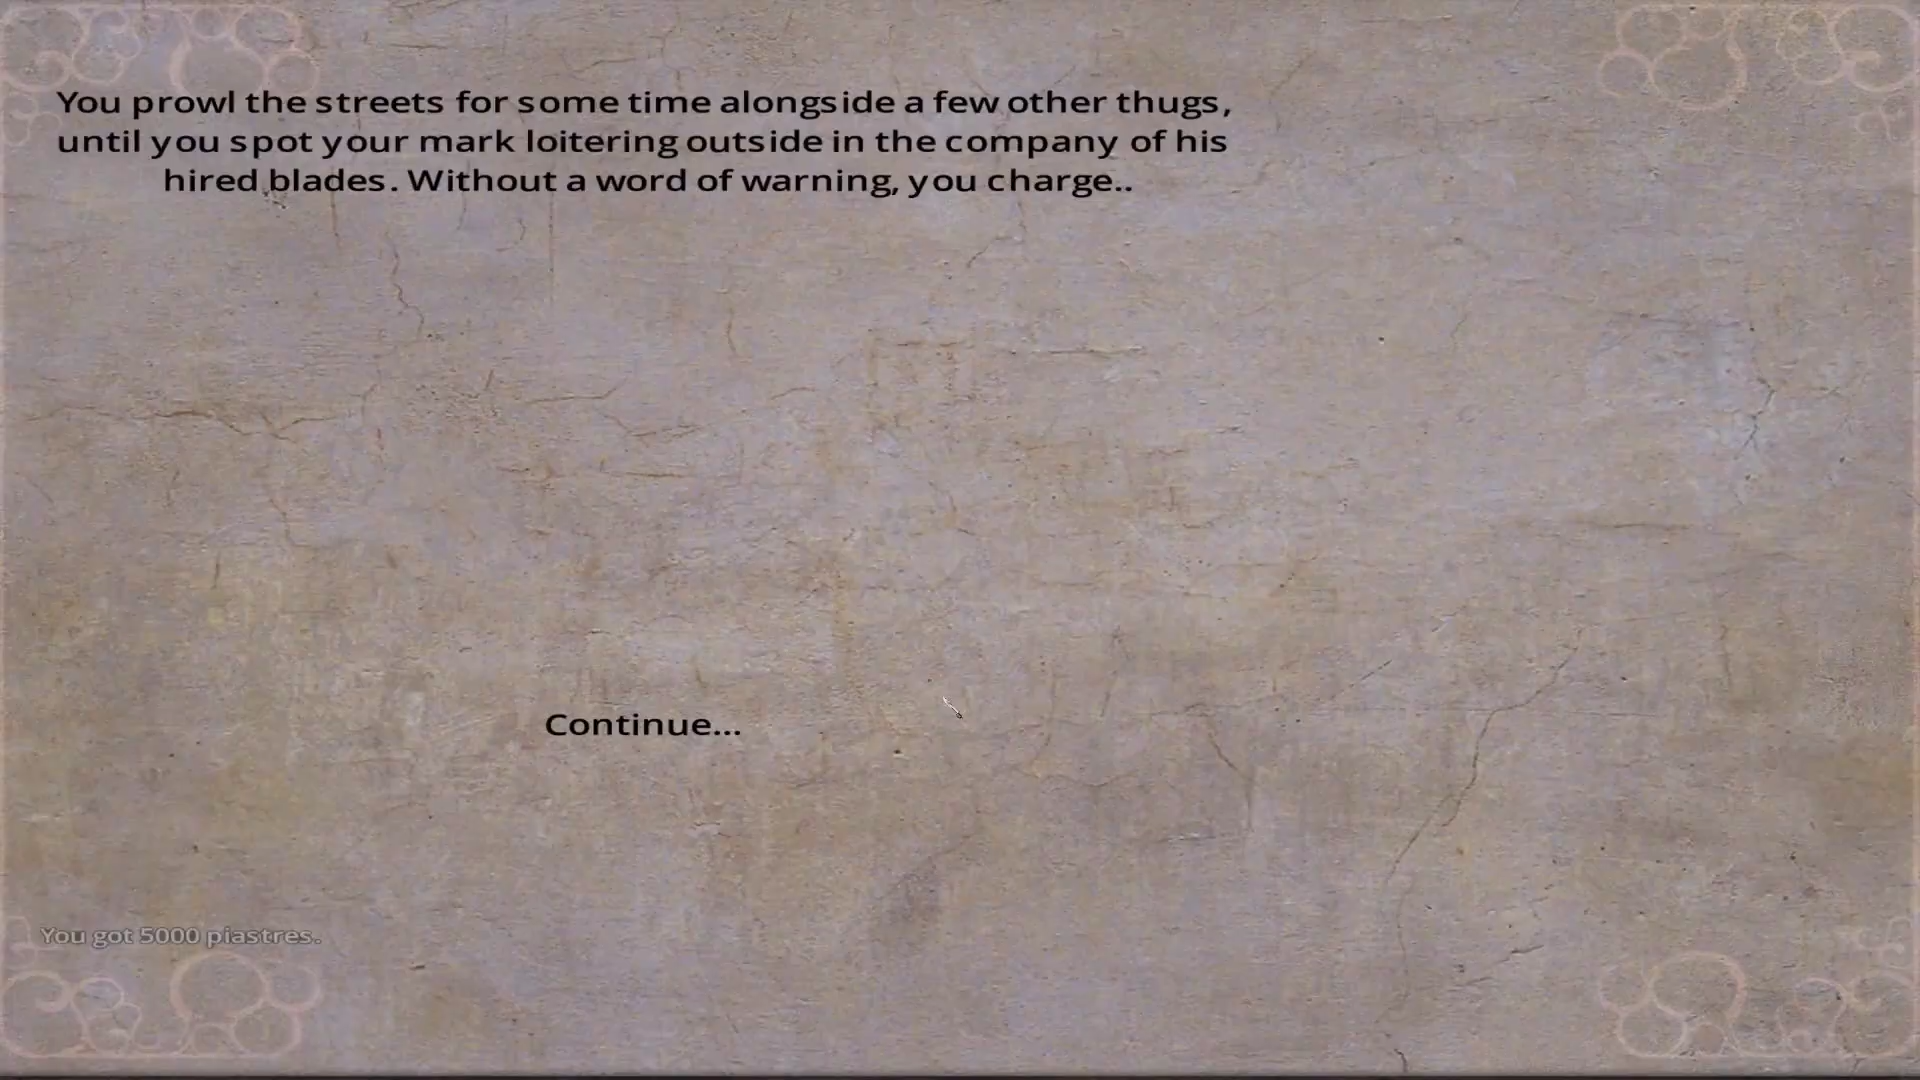 You prowl the streets for some time alongside a few other thugs,
until you spot your mark loitering outside in the company of his
hired blades. Without a word of warning, you charge..
Continue...
You got 5000 piastres.